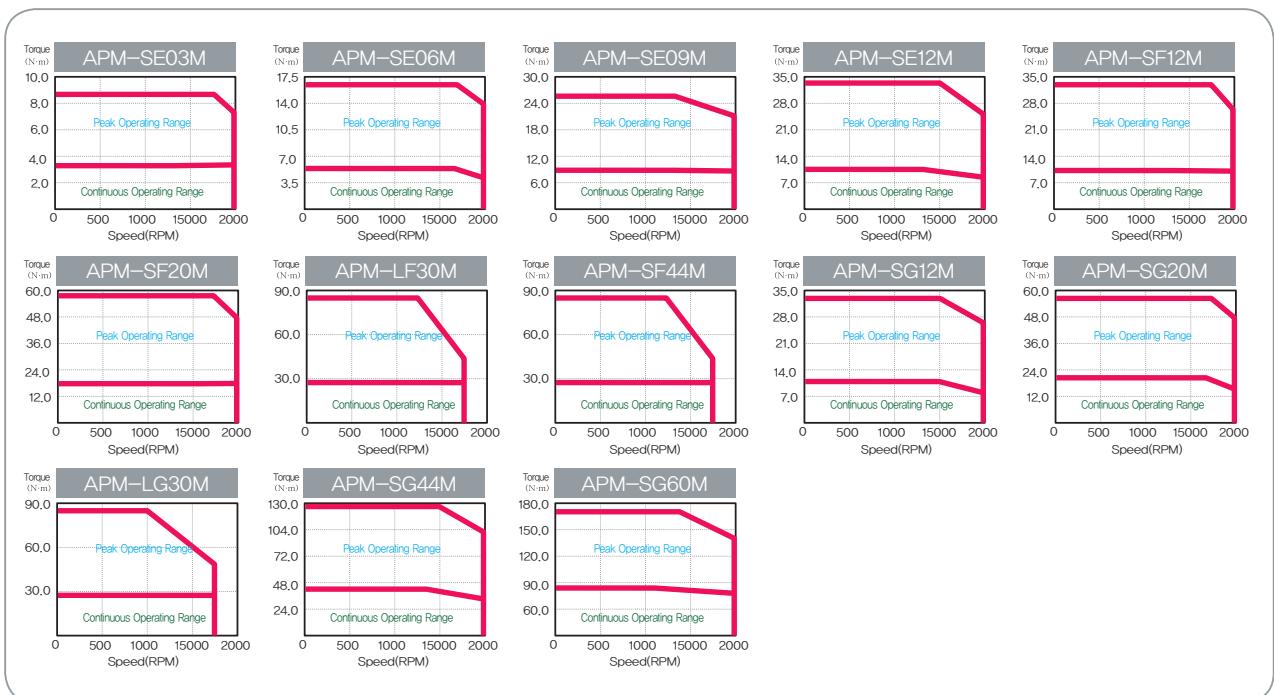 Torque
(N·m)
APM-SE03M
10.0
8.0
6.0
4.0
2.0
Peak Operating Range
Continuous Operating Range
0 500 1000 15000 2000
Speed(RPM)
Torque
(N·m)
APM-SE06M
17.5
14.0
10.5
7.0
3.5
Peak Operating Range
Continuous Operating Range
0 500 1000 15000 2000
Speed(RPM)
Torque
(N·m)
APM-SE09M
30.0
24.0
18.0
12.0
6.0
Peak Operating Range
Continuous Operating Range
0 500 1000 15000 2000
Speed(RPM)
Torque
(N·m)
APM-SE12M
35.0
28.0
21.0
14.0
7.0
Peak Operating Range
Continuous Operating Range
0 500 1000 15000 2000
Speed(RPM)
Torque
(N·m)
APM-SF12M
35.0
28.0
21.0
14.0
7.0
Peak Operating Range
Continuous Operating Range
0 500 1000 15000 2000
Speed(RPM)
Torque
(N·m)
APM-SF20M
60.0
48.0
36.0
24.0
12.0
Peak Operating Range
Continuous Operating Range
0 500 1000 15000 2000
Speed(RPM)
Torque
(N·m)
APM-LF30M
90.0
60.0
30.0
Peak Operating Range
Continuous Operating Range
0 500 1000 15000 2000
Speed(RPM)
Torque
(N·m)
APM-SF44M
90.0
60.0
30.0
Peak Operating Range
Continuous Operating Range
0 500 1000 15000 2000
Speed(RPM)
Torque
(N·m)
APM-SG12M
35.0
28.0
21.0
14.0
7.0
Peak Operating Range
Continuous Operating Range
0 500 1000 15000 2000
Speed(RPM)
Torque
(N·m)
APM-SG20M
60.0
48.0
36.0
24.0
12.0
Peak Operating Range
Continuous Operating Range
0 500 1000 15000 2000
Speed(RPM)
Torque
(N·m)
APM-LG30M
90.0
60.0
30.0
Peak Operating Range
Continuous Operating Range
0 500 1000 1500 2000
Speed(RPM)
Torque
(N·m)
APM-SG44M
130.0
104.0
72.0
48.0
24.0
Peak Operating Range
Continuous Operating Range
0 500 1000 15000 2000
Speed(RPM)
Torque
(N·m)
APM-SG60M
180.0
150.0
120.0
90.0
60.0
Peak Operating Range
Continuous Operating Range
0 500 1000 15000 2000
Speed(RPM)